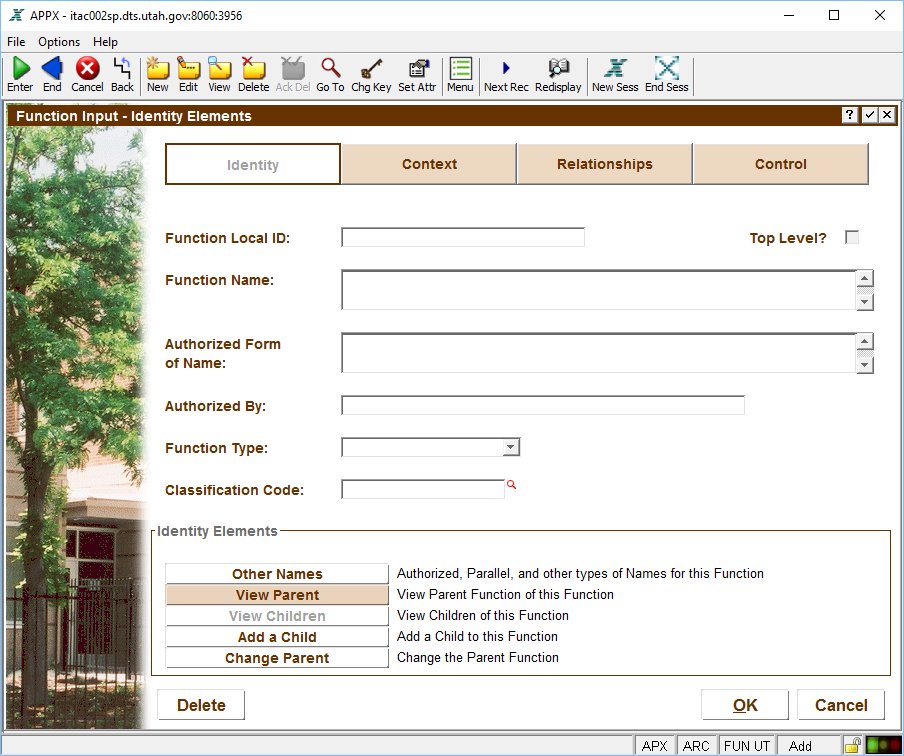 APPX - itac002sp.dts.utah.gov:8060:3956
File Options Help
Enter End Cancel Back New Edit View Delete Ack Del Go To Chg Key Set Attr Menu Next Rec Redisplay New Sess End Sess
Function Input - Identity Elements
?
Identity Context Relationships Control
Function Local ID: Top Level?
Function Name:
Authorized Form
of Name:
Authorized By:
Function Type:
Classification Code:
Identity Elements
Other Names Authorized, Parallel, and other types of Names for this Function
View Parent View Parent Function of this Function
View Children View Children of this Function
Add a Child Add a Child to this Function
Change Parent Change the Parent Function
Delete OK Cancel
APX ARC FUN UT Add